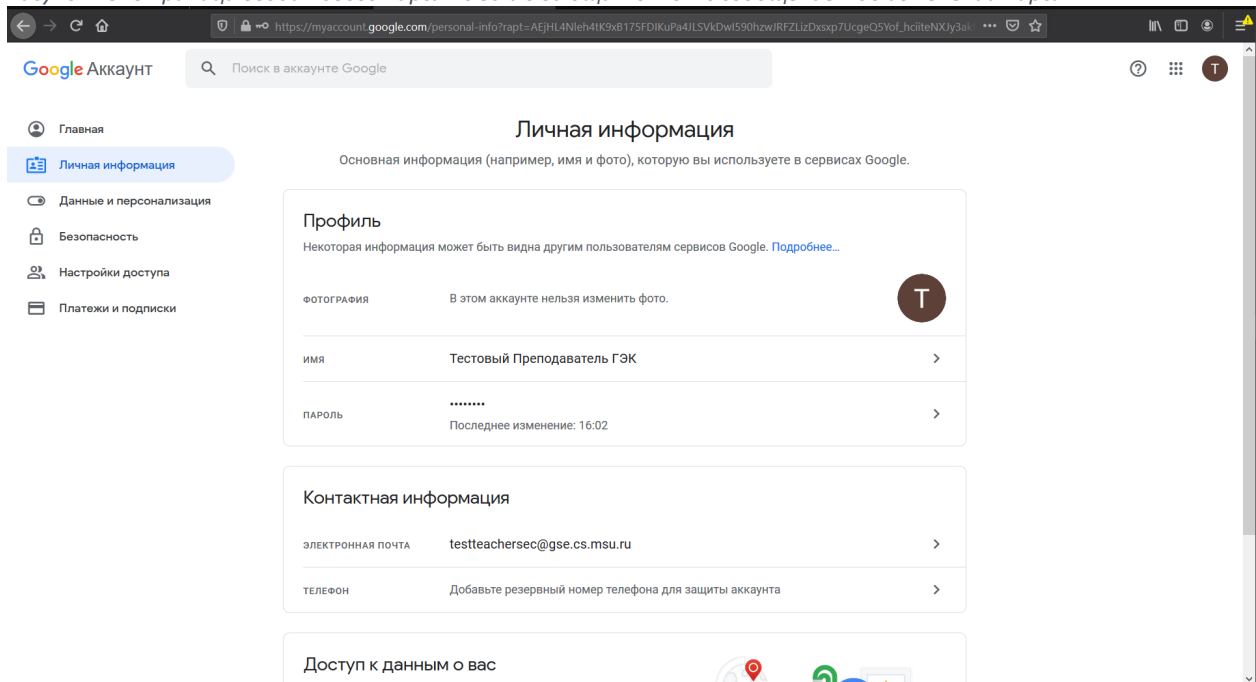 https://myaccount.google.com/personal-info?rapt=
Google Аккаунт
Поиск в аккаунте Google
T
Главная
Личная информация
Данные и персонализация
Безопасность
Настройки доступа
Платежи и подписки
Личная информация
Основная информация (например, имя и фото), которую вы используете в сервисах Google.
Профиль
Некоторая информация может быть видна другим пользователям сервисов Google. Подробнее...
ФОТОГРАФИЯ
В этом аккаунте нельзя изменить фото.
T
ИМЯ
Тестовый Преподаватель ГЭК
ПАРОЛЬ
••••••••
Последнее изменение: 16:02
Контактная информация
ЭЛЕКТРОННАЯ ПОЧТА
testteachersec@gse.cs.msu.ru
ТЕЛЕФОН
Добавьте резервный номер телефона для защиты аккаунта
Доступ к данным о вас